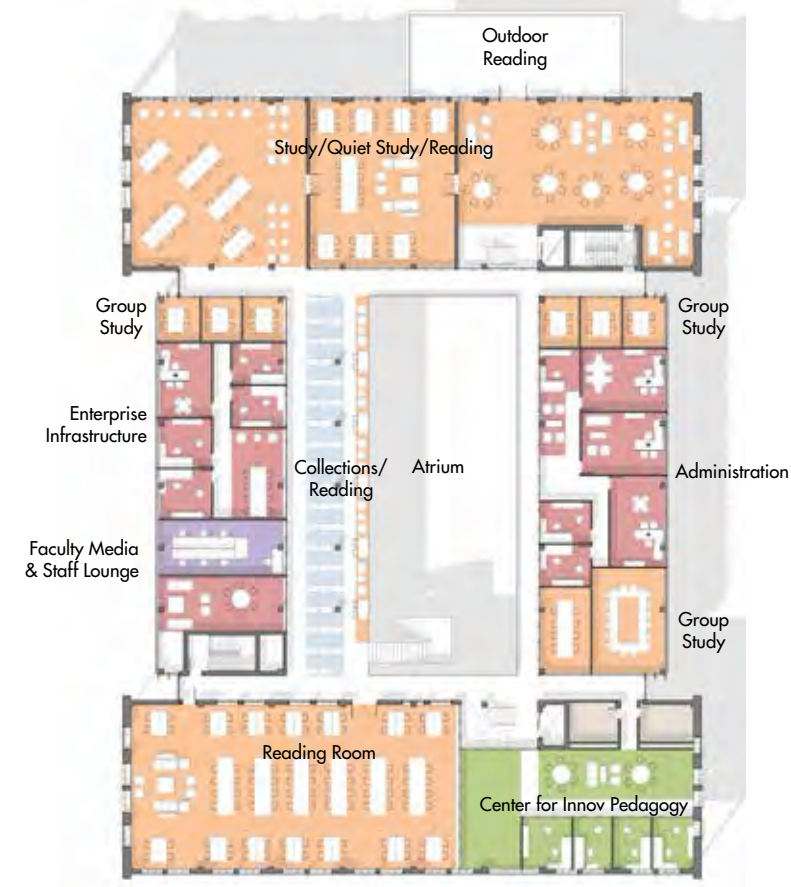 Outdoor
Reading
Study/Quiet Study/Reading
Group
Study
Group
Study
Enterprise
Infrastructure
Collections/
Reading
Atrium
Administration
Faculty Media
& Staff Lounge
Group
Study
Reading Room
Center for Innov Pedagogy